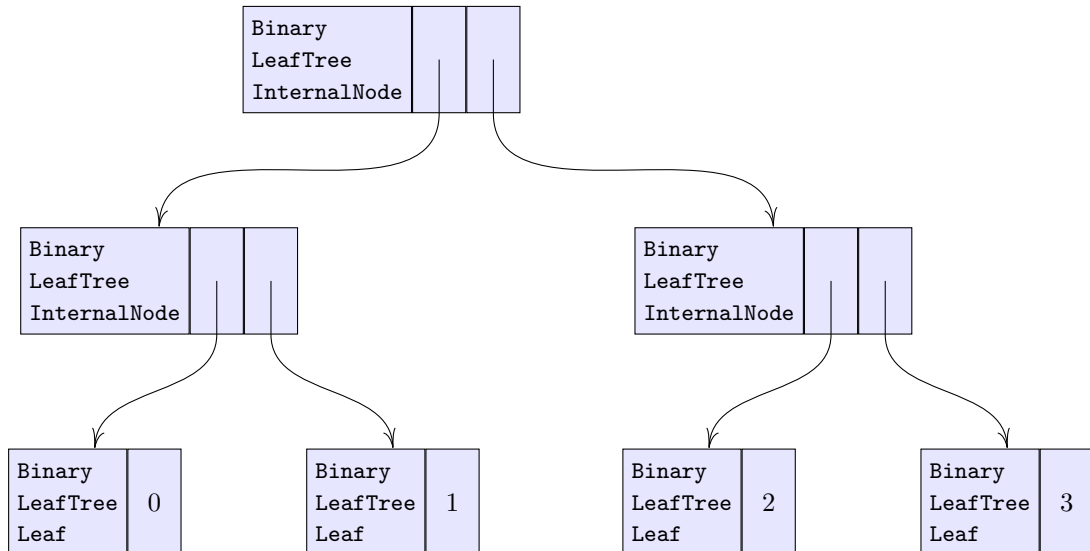 Binary
LeafTree
InternalNode
Binary
LeafTree
InternalNode
Binary
LeafTree
InternalNode
Binary
LeafTree
Leaf
0
Binary
LeafTree
Leaf
1
Binary
LeafTree
Leaf
2
Binary
LeafTree
Leaf
3